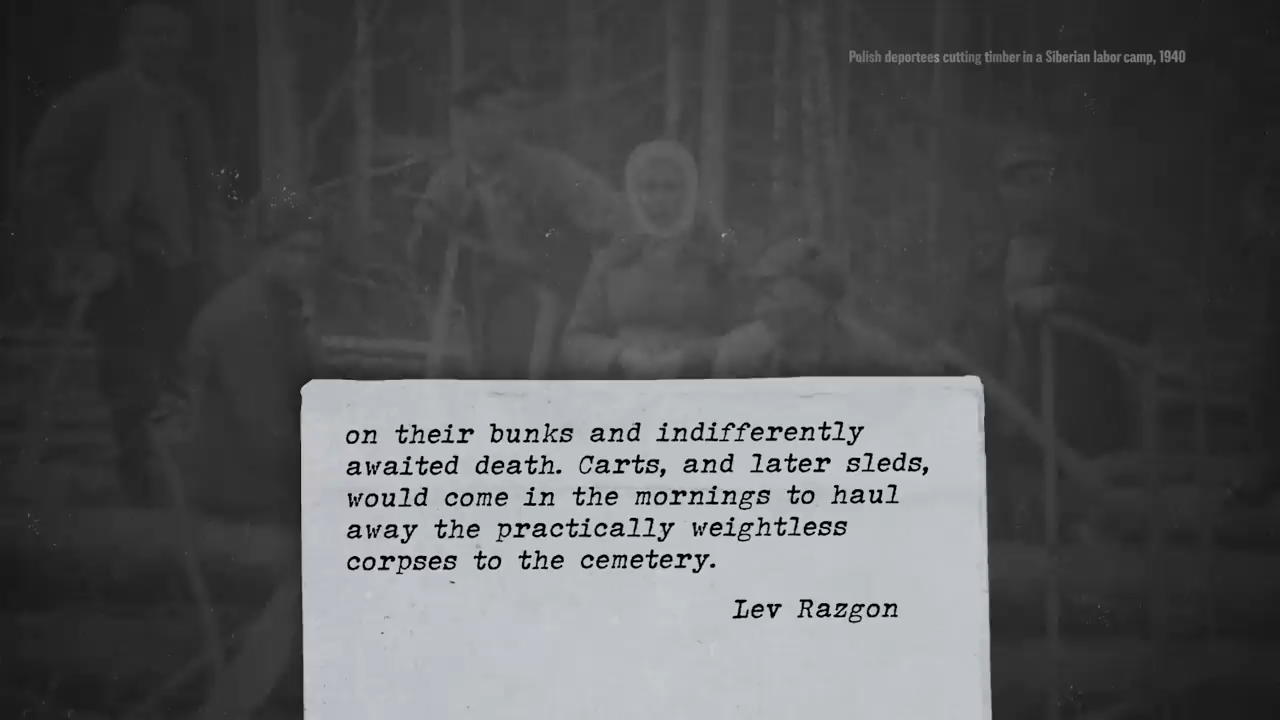 Polish deportees cutting timber in a Siberian labor camp, 1940
on their bunks and indifferently
awaited death. Carts, and later sleds,
would come in the mornings to haul
away the practically weightless
corpses to the cemetery.
Lev Razgon